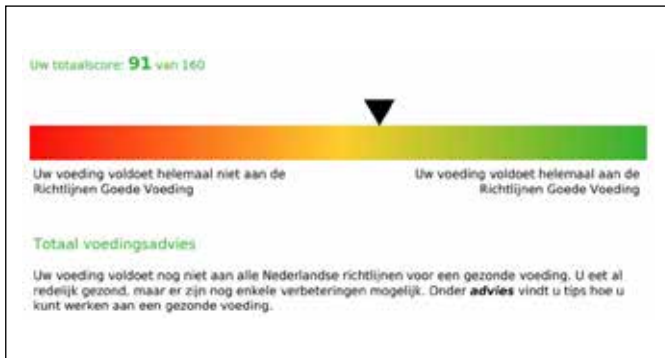 Uw totaalscore: 91 van 160
Uw voeding voldoet helemaal niet aan de
Richtlijnen Goede Voeding
Uw voeding voldoet helemaal aan de
Richtlijnen Goede Voeding
Totaal voedingsadvies
Uw voeding voldoet nog niet aan alle Nederlandse richtlijnen voor een gezonde voeding. U eet al
redelijk gezond, maar er zijn nog enkele verbeteringen mogelijk. Onder advies vindt u tips hoe u
kunt werken aan een gezonde voeding.